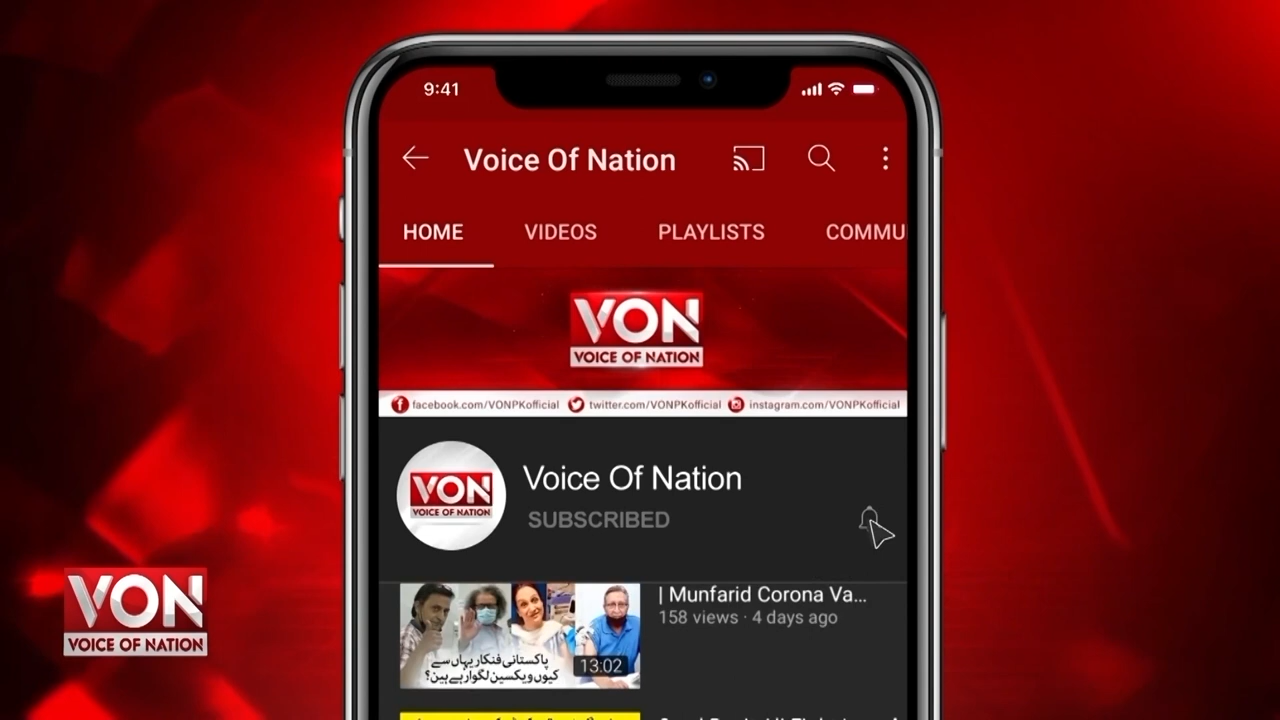 9:41
Voice Of Nation
HOME VIDEOS PLAYLISTS COMMU
VON
VOICE OF NATION
facebook.com/VONPKofficial twitter.com/VONPKofficial instagram.com/VONPKofficial
VON
VOICE OF NATION
Voice Of Nation
SUBSCRIBED
| Munfarid Corona Va...
158 views · 4 days ago
پاکستانی فنکار یہاں سے
کیوں ویکسین لگوا رہے ہیں؟
13:02
VON
VOICE OF NATION